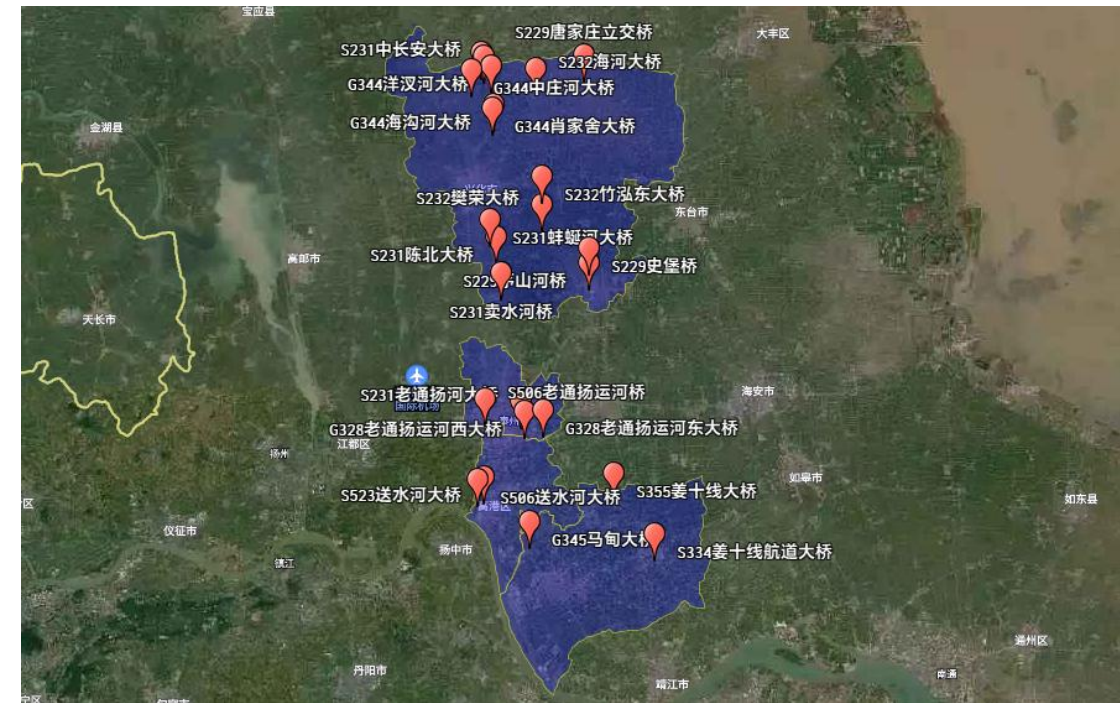 宝应县
S229唐家庄立交桥
大丰区
S231中长安大桥
S232海河大桥
G344洋汊河大桥
G344中庄河大桥
金湖县
G344海沟河大桥
G344肖家舍大桥
S232樊荣大桥
S232竹泓东大桥
东台市
S231蚌蜒河大桥
S231陈北大桥
高邮市
S229史堡桥
山河桥
S231卖水河桥
天长市
S231老通扬河大
S506老通扬运河桥
海安市
国际机场
G328老通扬运河西大桥
G328老通扬运河东大桥
江都区
扬州
S523送水河大桥
S506送水河大桥
S355姜十线大桥
如皋市
如东县
高港区
仪征市
G345马甸大
扬中市
S334姜十线航道大桥
镇江
通州区
丹阳市
南通
靖江市